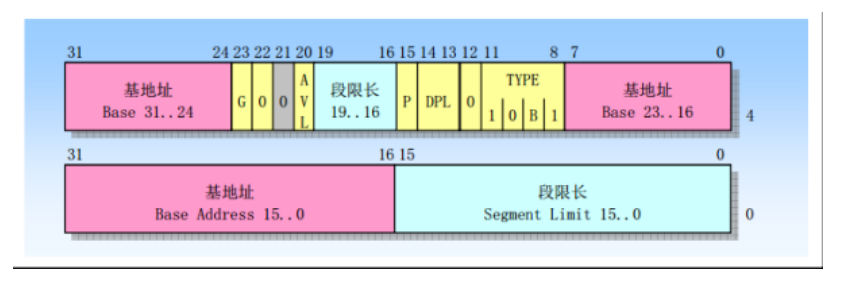 31 24 23 22 21 20 19 16 15 14 13 12 11 8 7 0
基地址 A 段限长 TYPE 基地址
Base 31..24 G 0 0 V 19..16 P DPL 0 1 0 B 1 Base 23..16 4
L
31 16 15 0
基地址 段限长
Base Address 15..0 Segment Limit 15..0 0